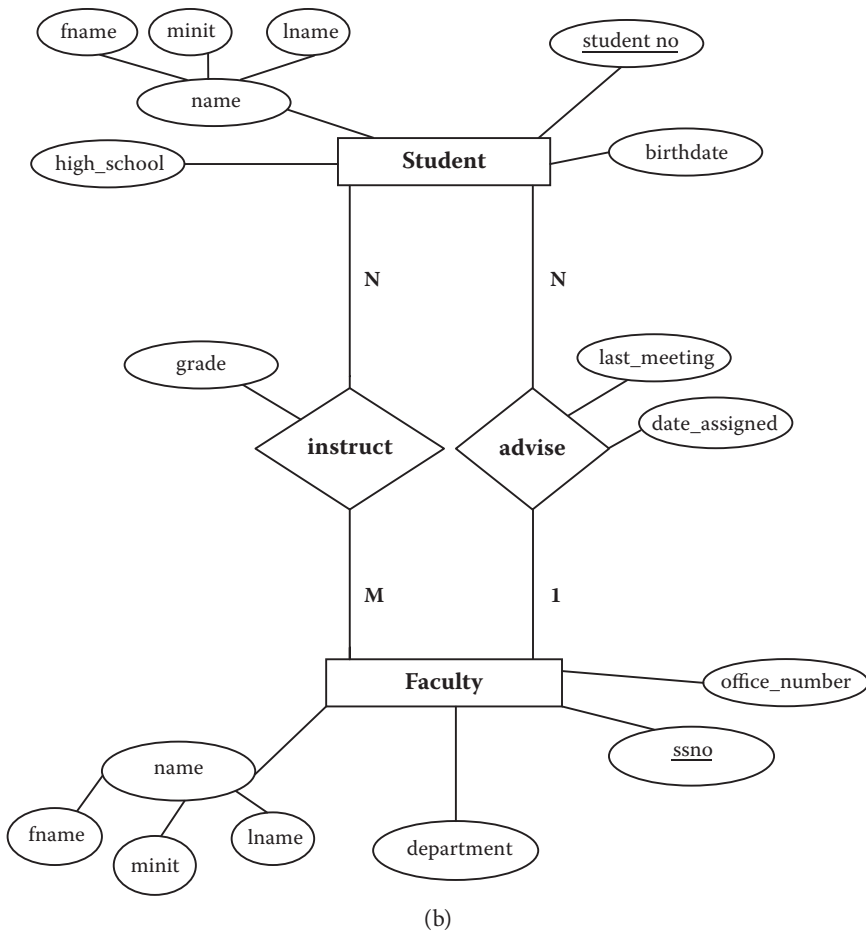 fname
minit
lname
student no
name
high_school
Student
birthdate
N
N
grade
last_meeting
date_assigned
instruct
advise
M
1
Faculty
office_number
name
ssno
fname
minit
lname
department
(b)